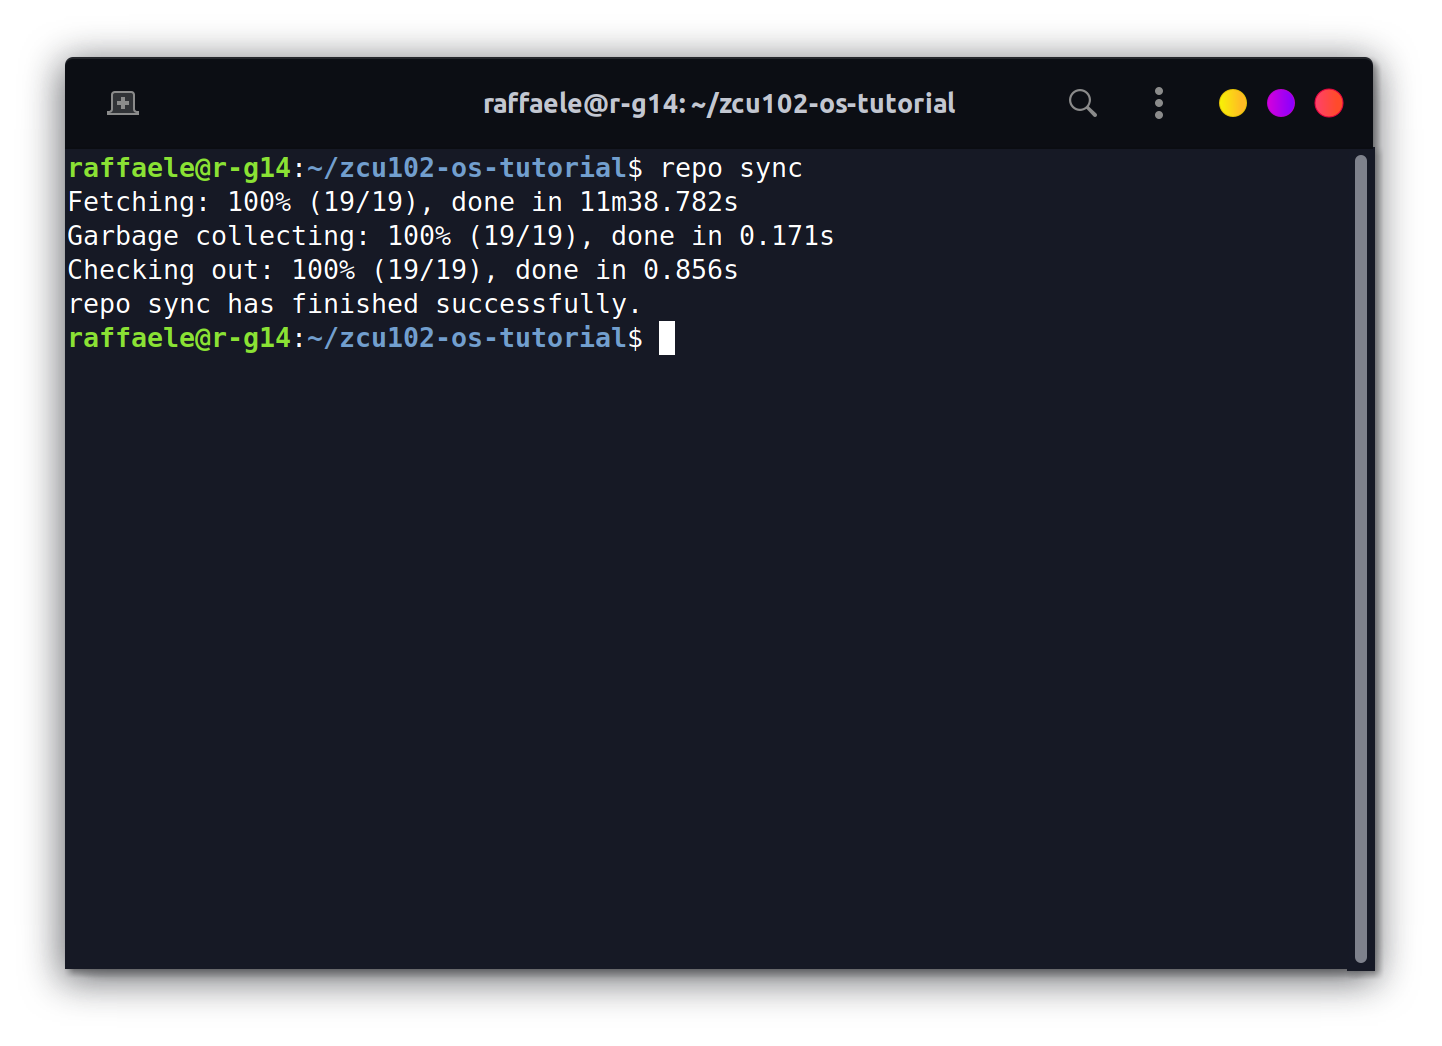 raffaele@r-g14: ~/zcu102-os-tutorial
raffaele@r-g14:~/zcu102-os-tutorial$ repo sync
Fetching: 100% (19/19), done in 11m38.782s
Garbage collecting: 100% (19/19), done in 0.171s
Checking out: 100% (19/19), done in 0.856s
repo sync has finished successfully.
raffaele@r-g14:~/zcu102-os-tutorial$